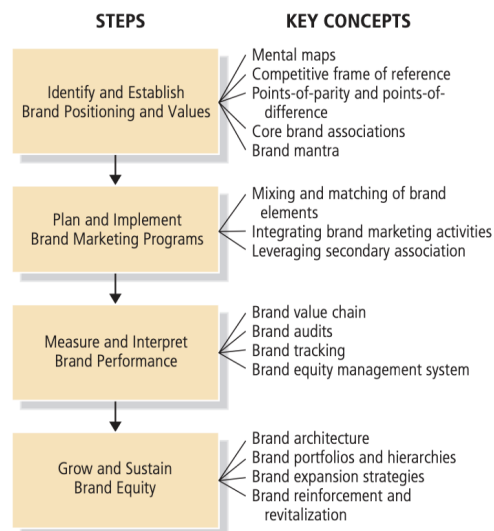 STEPS
KEY CONCEPTS
Identify and Establish
Brand Positioning and Values
Mental maps
Competitive frame of reference
Points-of-parity and points-of-
difference
Core brand associations
Brand mantra
Plan and Implement
Brand Marketing Programs
Mixing and matching of brand
elements
Integrating brand marketing activities
Leveraging secondary association
Measure and Interpret
Brand Performance
Brand value chain
Brand audits
Brand tracking
Brand equity management system
Grow and Sustain
Brand Equity
Brand architecture
Brand portfolios and hierarchies
Brand expansion strategies
Brand reinforcement and
revitalization